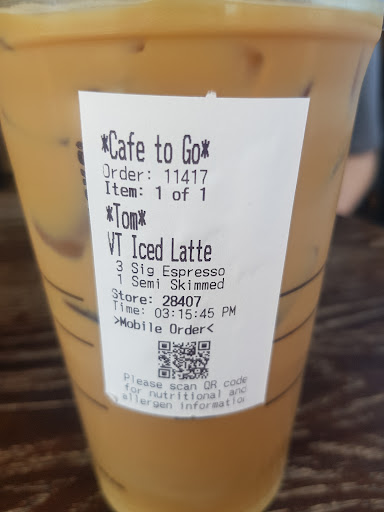 *Cafe to Go*
Order: 11417
Item: 1 of 1
*Tom*
VT Iced Latte
3 Sig Espresso
1 Semi Skimmed
Store: 28407
Time: 03:15:45 PM
>Mobile Order<
Please scan QR code
for nutritional and
allergen information